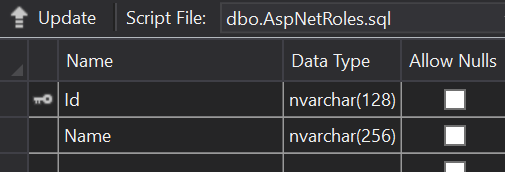 Update Script File: dbo.AspNetRoles.sql
Name Data Type Allow Nulls
Id nvarchar(128)
Name nvarchar(256)